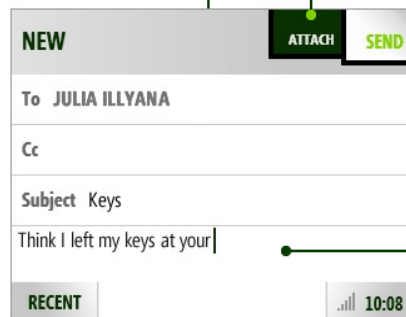 NEW ATTACH SEND
To JULIA ILLYANA
Cc
Subject Keys
Think I left my keys at your
RECENT 10:08